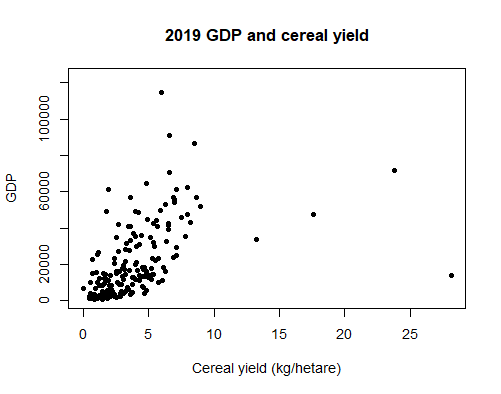 2019 GDP and cereal yield
GDP
100000
60000
20000
0
0 5 10 15 20 25
Cereal yield (kg/hetare)